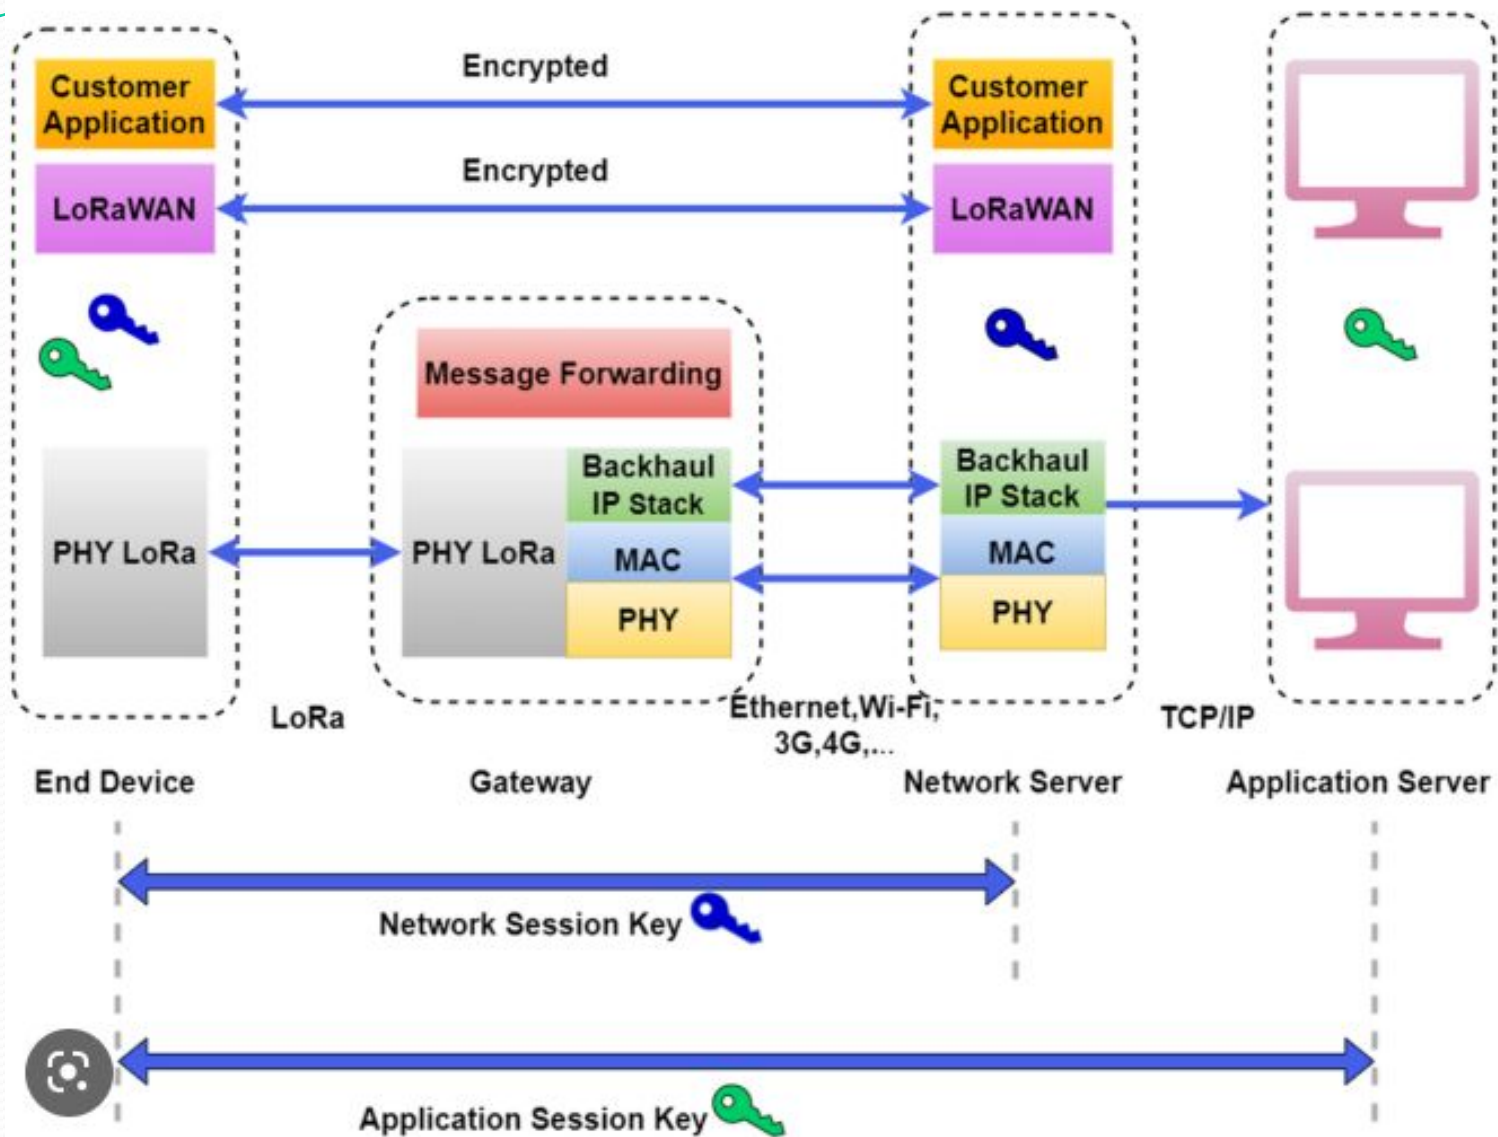 Encrypted
Customer
Application
Customer
Application
Encrypted
LoRaWAN
LoRaWAN
Message Forwarding
PHY LoRa
PHY LoRa
Backhaul
IP Stack
MAC
PHY
Backhaul
IP Stack
MAC
PHY
LoRa
Ethernet,Wi-Fi,
3G,4G,...
TCP/IP
End Device
Gateway
Network Server
Application Server
Network Session Key
Application Session Key